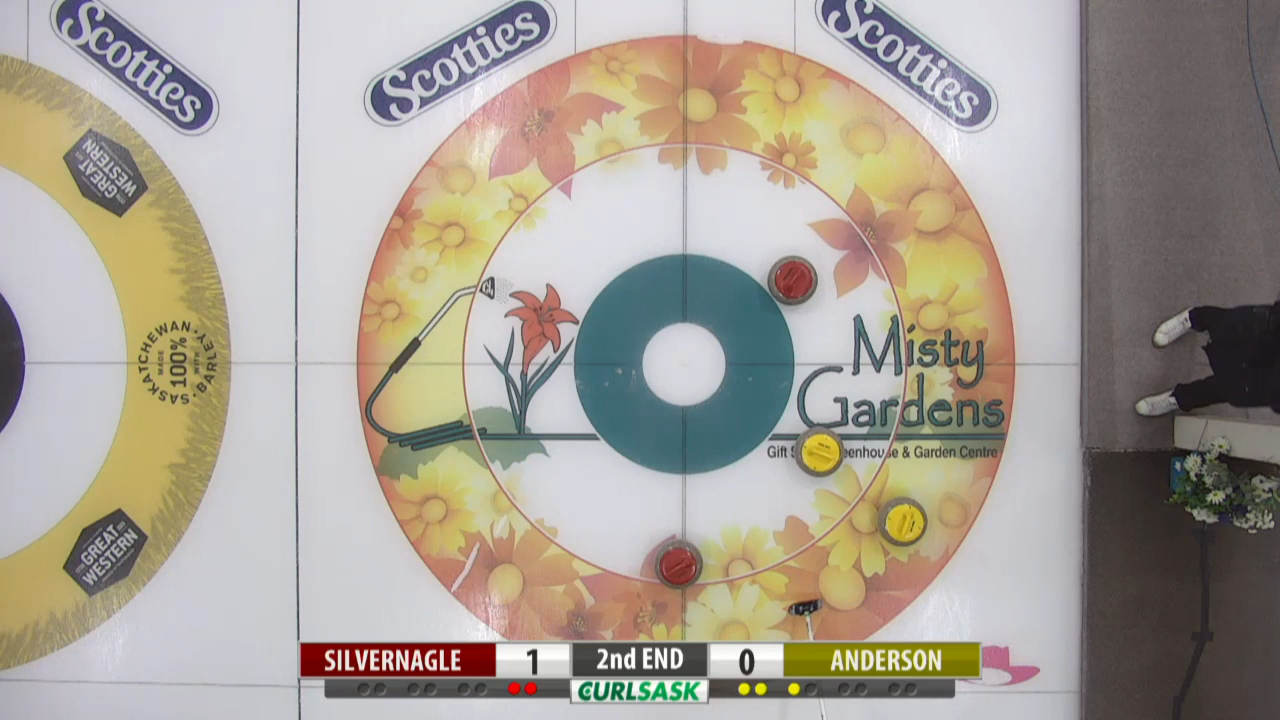 Scotties
Scotties
Scotties
GREAT
WESTERN
SASKATCHEWAN
MADE
100%
WITH
BARLEY
GREAT
WESTERN
Misty
Gardens
Gift
eenhouse & Garden Centre
SILVERNAGLE 1 2nd END 0 ANDERSON
CURLSASK